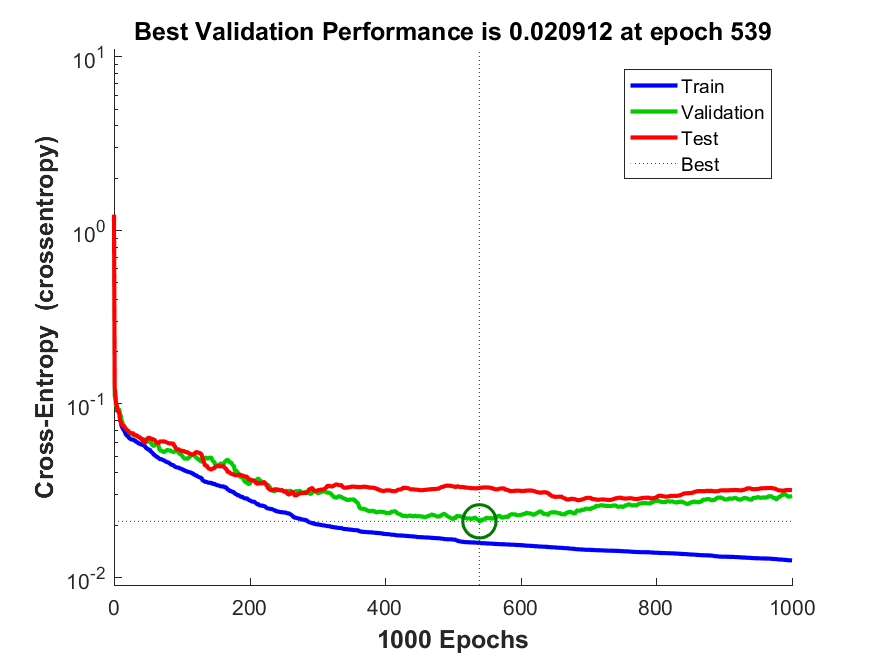 Best Validation Performance is 0.020912 at epoch 539
10^1
10^0
10^-1
10^-2
Cross-Entropy  (crossentropy)
Train
Validation
Test
Best
0
200
400
600
800
1000
1000 Epochs